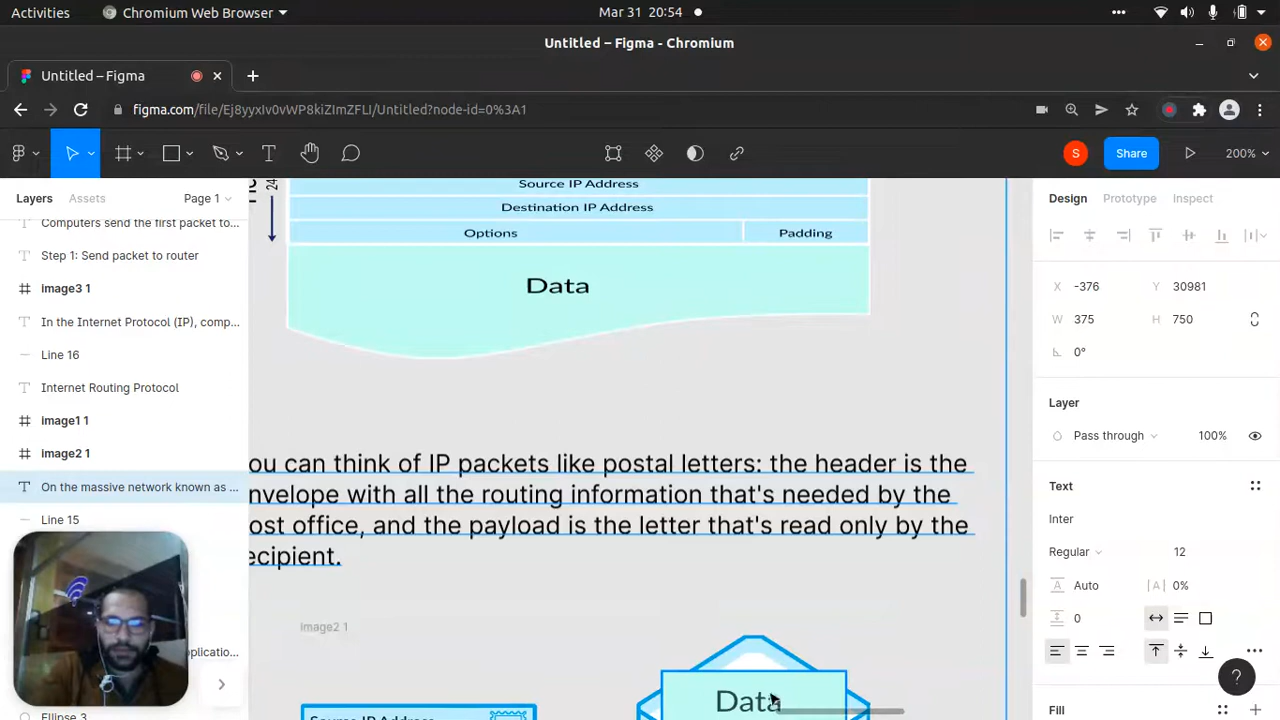 Activities
Chromium Web Browser
Mar 31 20:54
Untitled – Figma - Chromium
Untitled – Figma
figma.com/file/Ej8yyxIv0vWP8kiZImZFLI/Untitled?node-id=0%3A1
Share
200%
Layers
Assets
Page 1
Computers send the first packet to...
Step 1: Send packet to router
image3 1
In the Internet Protocol (IP), comp...
Line 16
Internet Routing Protocol
image1 1
image2 1
On the massive network known as ...
Line 15
Ellipse 3
24
Source IP Address
Destination IP Address
Options
Padding
Data
ou can think of IP packets like postal letters: the header is the
nvelope with all the routing information that's needed by the
ost office, and the payload is the letter that's read only by the
ecipient.
image2 1
Data
Source IP Address
Design
Prototype
Inspect
X -376
Y 30981
W 375
H 750
0°
Layer
Pass through
100%
Text
Inter
Regular
12
Auto
|A| 0%
0
Fill
?